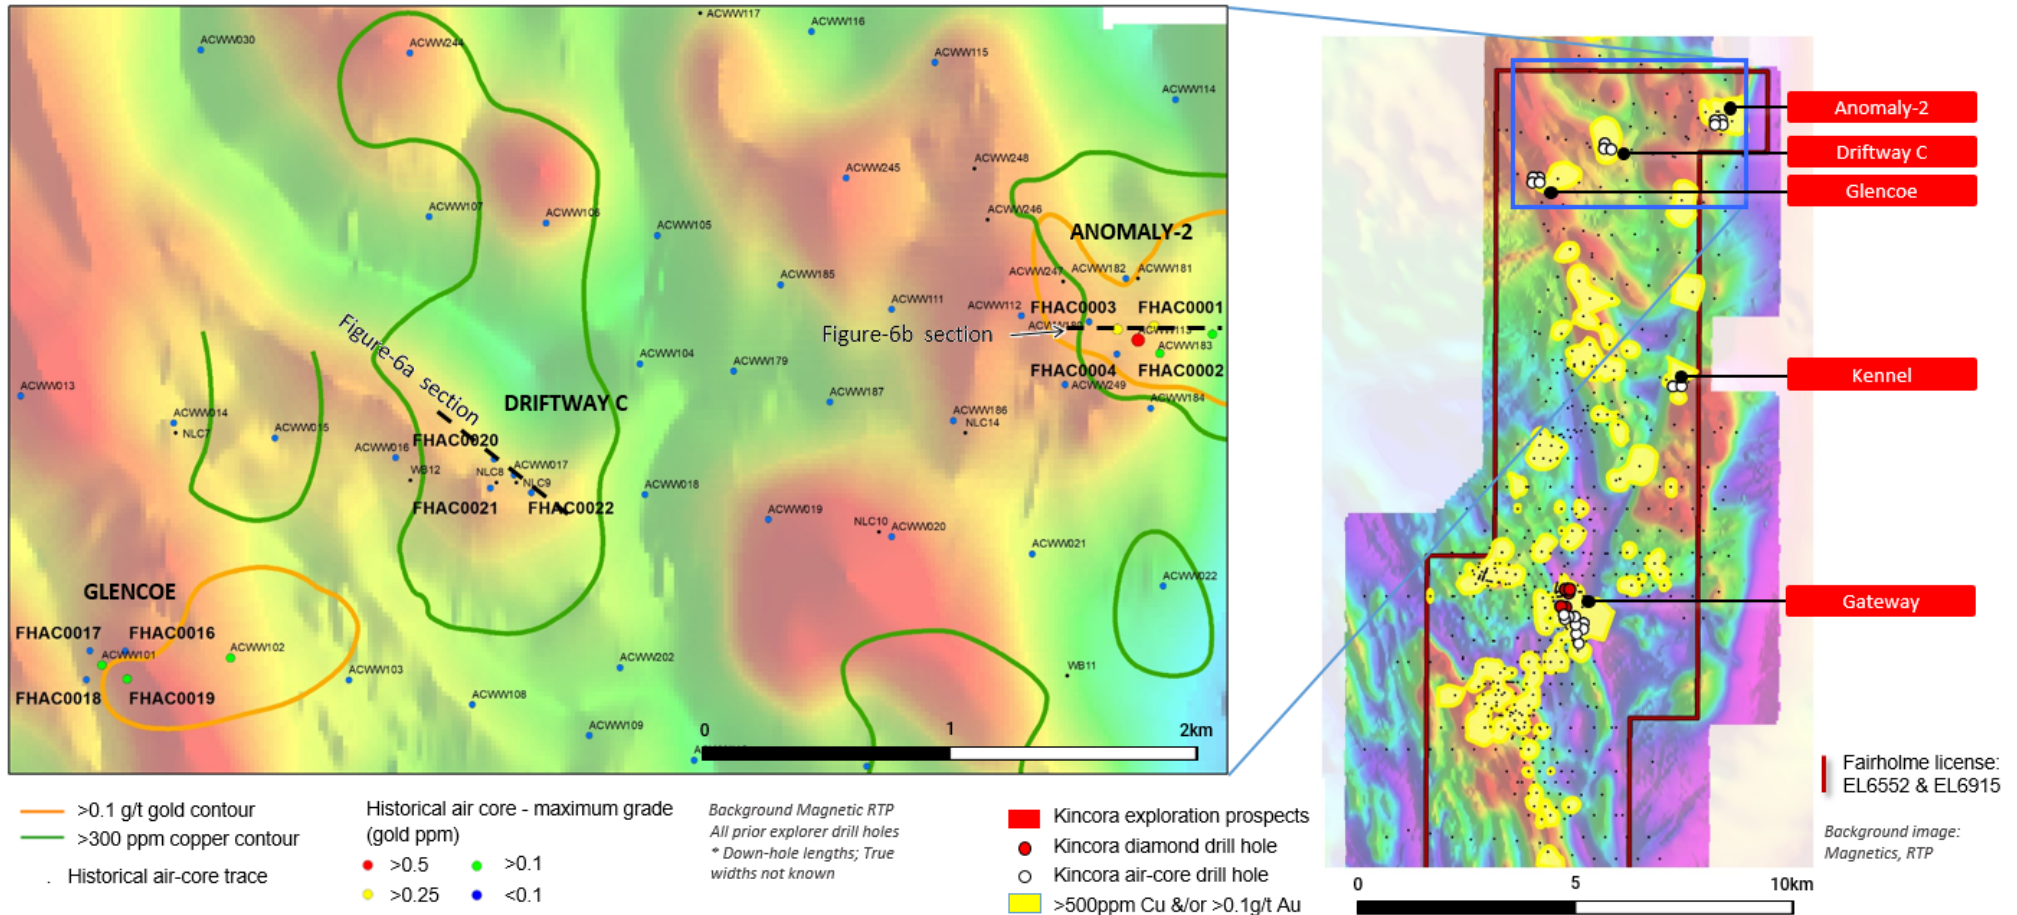 ACWW030
ACWW244
ACWW117
ACWW116
ACWW115
ACWW114
ACWW107
ACWW106
ACWW105
ACWW245
ACWW248
ACWW246
ANOMALY-2
ACWW185
ACWW247
ACWW182
ACWW181
ACWW111
ACWW112
FHAC0003
FHAC0001
Figure-6b section
ACWW113
ACWW183
FHAC0004
FHAC0002
ACWW249
ACWW184
Figure-6a section
ACWW104
ACWW179
ACWW187
ACWW186
NLC14
ACWW013
ACWW014
NLC7
ACWW015
DRIFTWAY C
ACWW016
FHAC0020
WB12
NLC8
ACWW017
NLC9
FHAC0021
FHAC0022
ACWW018
ACWW019
NLC10
ACWW020
ACWW021
ACWW022
GLENCOE
FHAC0017
FHAC0016
ACWW101
ACWW102
FHAC0018
FHAC0019
ACWW103
ACWW108
ACWW109
ACWW202
WB11
0 1 2km
Anomaly-2
Driftway C
Glencoe
Kennel
Gateway
Fairholme license:
EL6552 & EL6915
Background image:
Magnetics, RTP
0 5 10km
>0.1 g/t gold contour
>300 ppm copper contour
. Historical air-core trace
Historical air core - maximum grade
(gold ppm)
>0.5
>0.1
>0.25
<0.1
Background Magnetic RTP
All prior explorer drill holes
* Down-hole lengths; True
widths not known
Kincora exploration prospects
Kincora diamond drill hole
Kincora air-core drill hole
>500ppm Cu &/or >0.1g/t Au